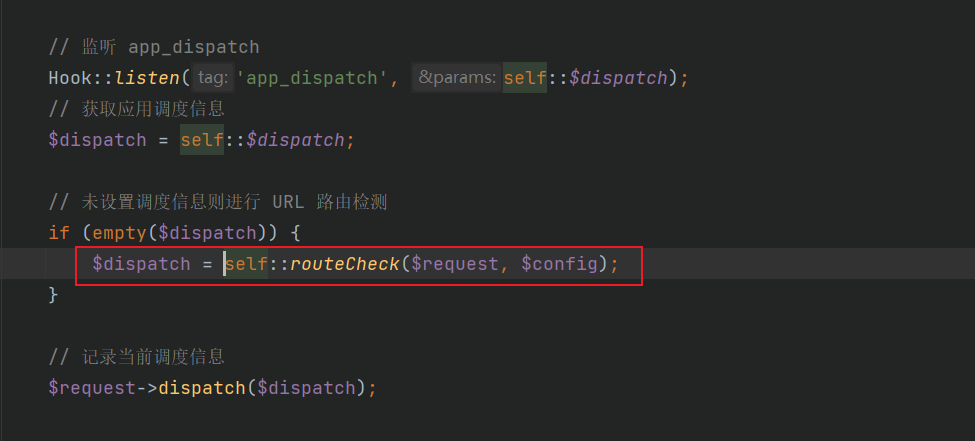 // 监听 app_dispatch
Hook::listen( tag: 'app_dispatch', &params: self::$dispatch);
// 获取应用调度信息
$dispatch = self::$dispatch;
// 未设置调度信息则进行 URL 路由检测
if (empty($dispatch)) {
$dispatch = self::routeCheck($request, $config);
}
// 记录当前调度信息
$request->dispatch($dispatch);